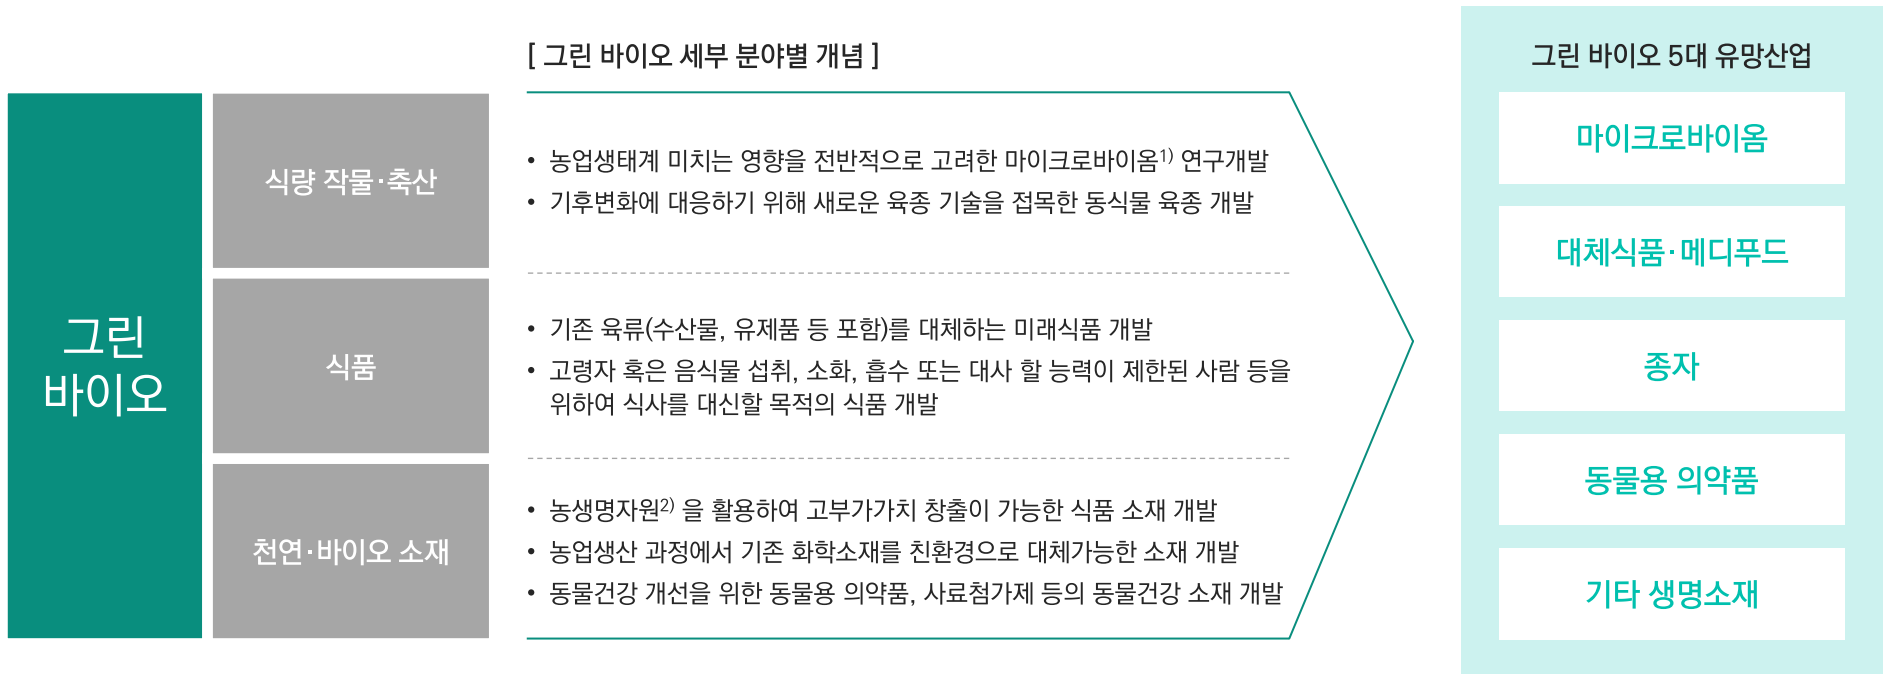 [ 그린 바이오 세부 분야별 개념 ]
그린
바이오
식량 작물·축산
• 농업생태계 미치는 영향을 전반적으로 고려한 마이크로바이옴1) 연구개발
• 기후변화에 대응하기 위해 새로운 육종 기술을 접목한 동식물 육종 개발
식품
• 기존 육류(수산물, 유제품 등 포함)를 대체하는 미래식품 개발
• 고령자 혹은 음식물 섭취, 소화, 흡수 또는 대사 할 능력이 제한된 사람 등을
위하여 식사를 대신할 목적의 식품 개발
천연·바이오 소재
• 농생명자원2) 을 활용하여 고부가가치 창출이 가능한 식품 소재 개발
• 농업생산 과정에서 기존 화학소재를 친환경으로 대체가능한 소재 개발
• 동물건강 개선을 위한 동물용 의약품, 사료첨가제 등의 동물건강 소재 개발
그린 바이오 5대 유망산업
마이크로바이옴
대체식품·메디푸드
종자
동물용 의약품
기타 생명소재